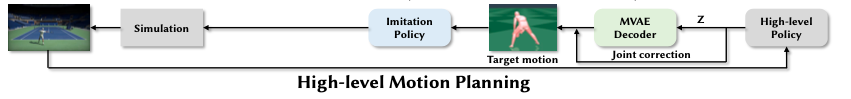 Simulation
Imitation
Policy
Target motion
MVAE
Decoder
Z
High-level
Policy
Joint correction
High-level Motion Planning